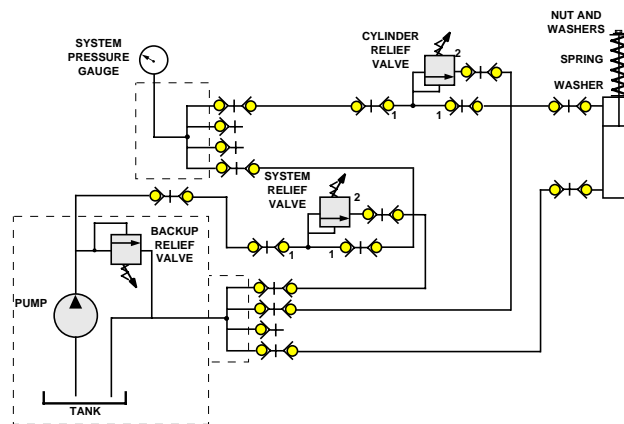 SYSTEM
PRESSURE
GAUGE
CYLINDER
RELIEF
VALVE
2
NUT AND
WASHERS
SPRING
WASHER
1
1
SYSTEM
RELIEF
VALVE
2
1
1
BACKUP
RELIEF
VALVE
PUMP
TANK